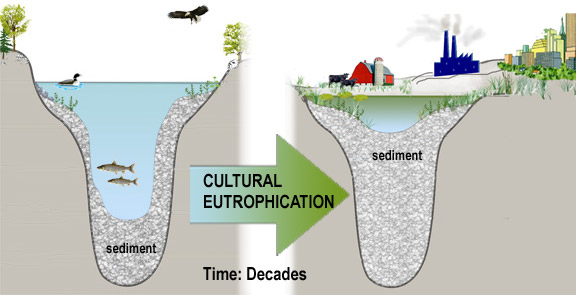 sediment
CULTURAL
EUTROPHICATION
Time: Decades
sediment